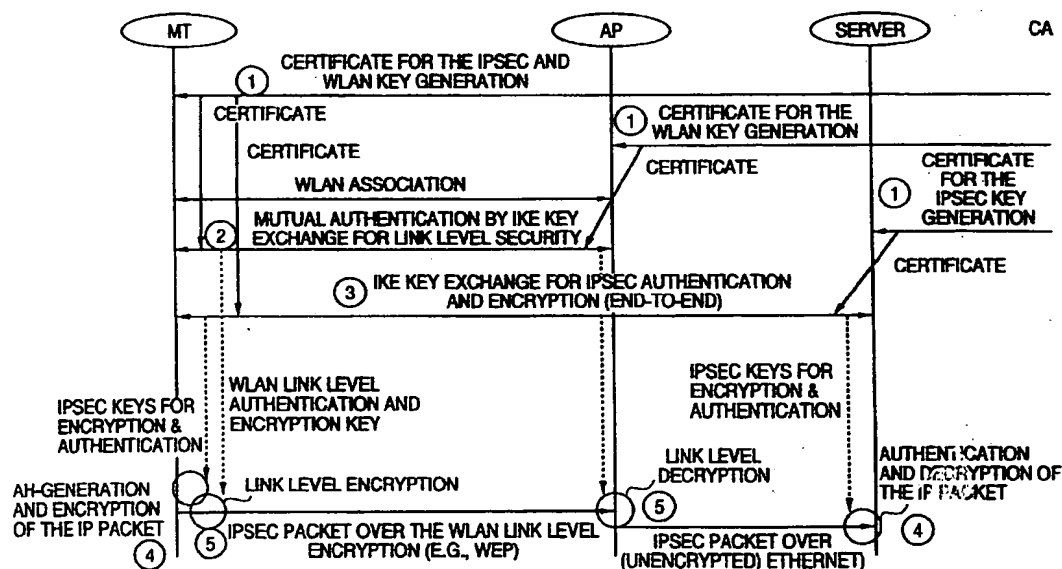 MT
AP
SERVER
CA
CERTIFICATE FOR THE IPSEC AND
WLAN KEY GENERATION
1
CERTIFICATE
CERTIFICATE
1
CERTIFICATE FOR THE
WLAN KEY GENERATION
CERTIFICATE
CERTIFICATE
FOR THE
IPSEC KEY
GENERATION
1
CERTIFICATE
WLAN ASSOCIATION
MUTUAL AUTHENTICATION BY IKE KEY
EXCHANGE FOR LINK LEVEL SECURITY
2
3
IKE KEY EXCHANGE FOR IPSEC AUTHENTICATION
AND ENCRYPTION (END-TO-END)
IPSEC KEYS FOR
ENCRYPTION &
AUTHENTICATION
WLAN LINK LEVEL
AUTHENTICATION AND
ENCRYPTION KEY
IPSEC KEYS FOR
ENCRYPTION &
AUTHENTICATION
LINK LEVEL
DECRYPTION
AUTHENTICATION
AND DECRYPTION OF
THE IP PACKET
AH-GENERATION
AND ENCRYPTION
OF THE IP PACKET
4
LINK LEVEL ENCRYPTION
5
IPSEC PACKET OVER THE WLAN LINK LEVEL
ENCRYPTION (E.G., WEP)
5
IPSEC PACKET OVER
(UNENCRYPTED) ETHERNET)
4